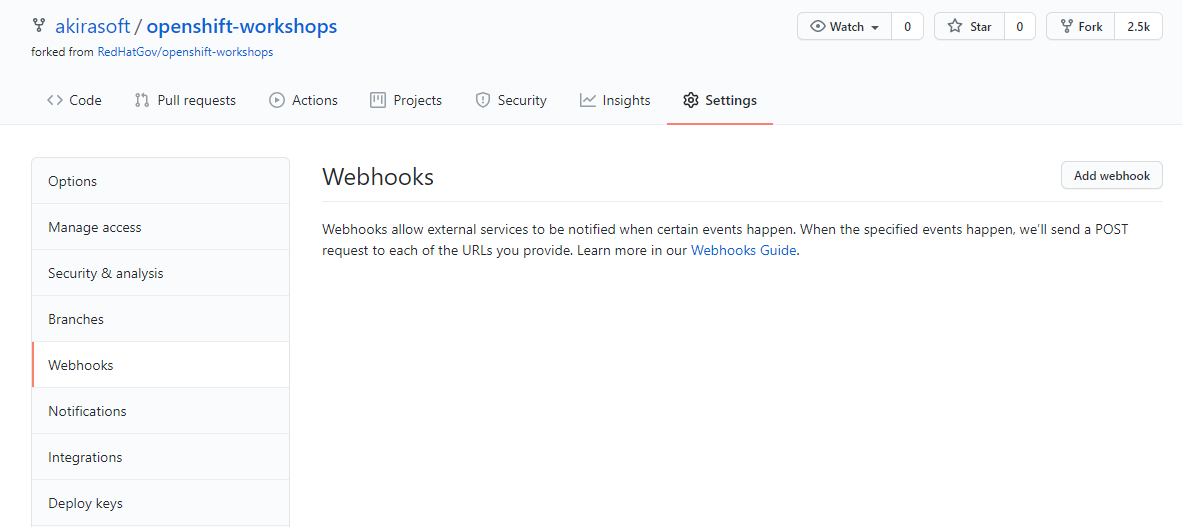 akirasoft / openshift-workshops
Watch 0 Star 0 Fork 2.5k
forked from RedHatGov/openshift-workshops
Code Pull requests Actions Projects Security Insights Settings
Options
Manage access
Security & analysis
Branches
Webhooks
Notifications
Integrations
Deploy keys
Webhooks
Add webhook
Webhooks allow external services to be notified when certain events happen. When the specified events happen, we’ll send a POST
request to each of the URLs you provide. Learn more in our Webhooks Guide.